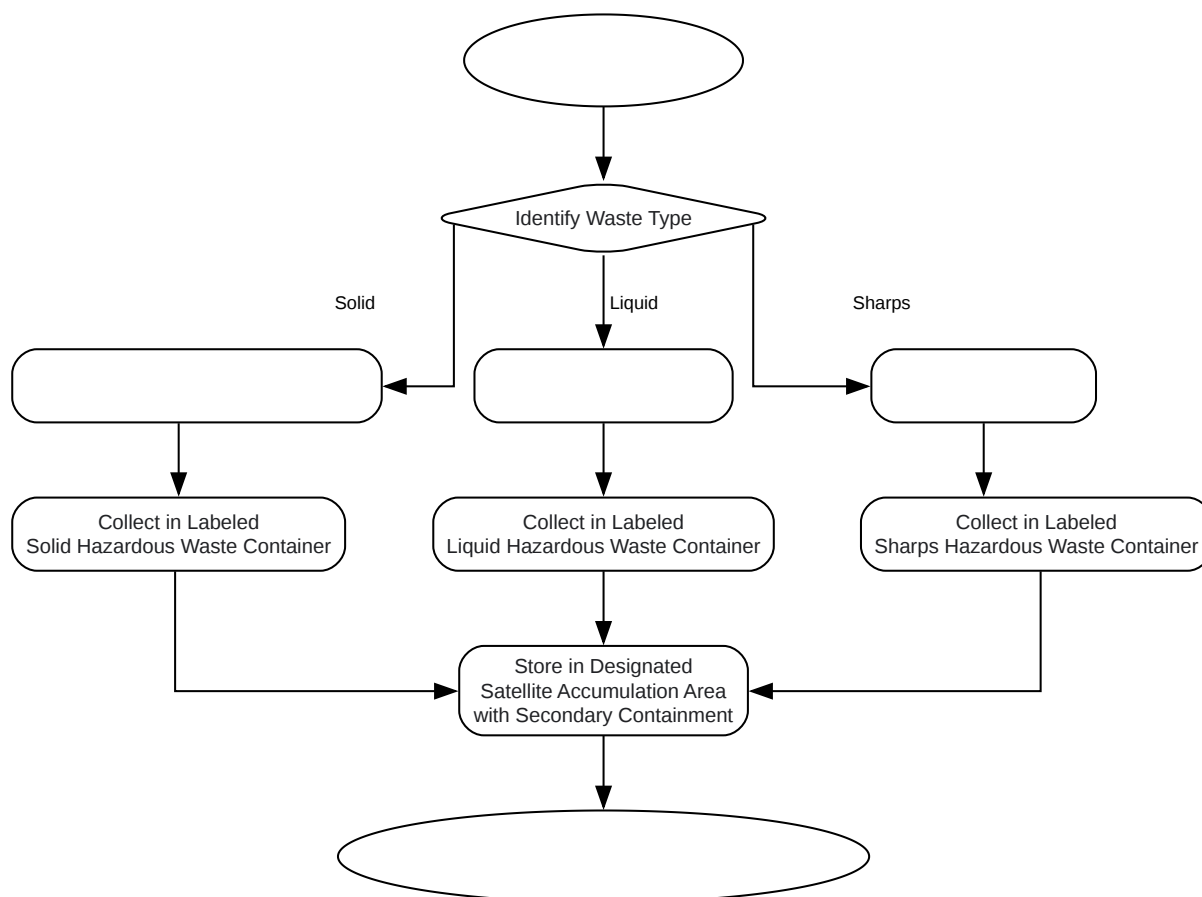 Identify Waste Type
Solid
Liquid
Sharps
Collect in Labeled
Solid Hazardous Waste Container
Collect in Labeled
Liquid Hazardous Waste Container
Collect in Labeled
Sharps Hazardous Waste Container
Store in Designated
Satellite Accumulation Area
with Secondary Containment